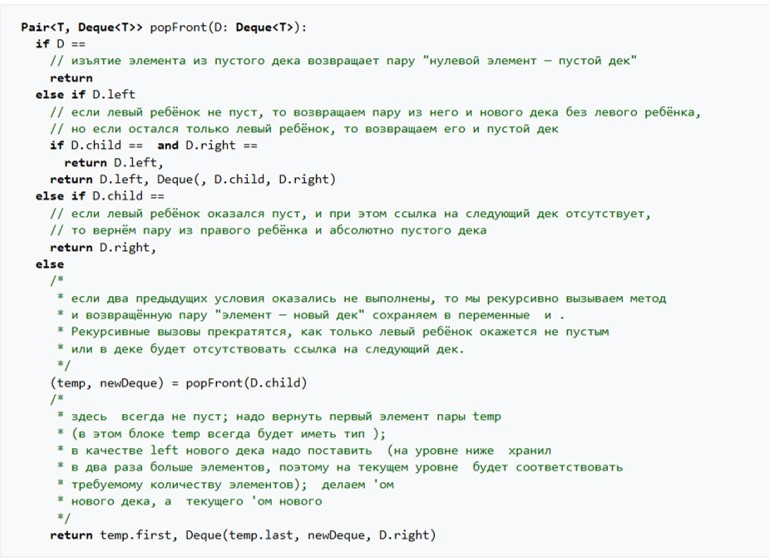 Pair<T, Deque<T>> popFront(D: Deque<T>):
if D ==
// изъятие элемента из пустого дека возвращает пару "нулевой элемент — пустой дек"
return
else if D.left
// если левый ребёнок не пуст, то возвращаем пару из него и нового дека без левого ребёнка,
// но если остался только левый ребёнок, то возвращаем его и пустой дек
if D.child ==  and D.right ==
return D.left,
return D.left, Deque(, D.child, D.right)
else if D.child ==
// если левый ребёнок оказался пуст, и при этом ссылка на следующий дек отсутствует,
// то вернём пару из правого ребёнка и абсолютно пустого дека
return D.right,
else
/*
* если два предыдущих условия оказались не выполнены, то мы рекурсивно вызываем метод
* и возвращённую пару "элемент — новый дек" сохраняем в переменные  и .
* Рекурсивные вызовы прекратятся, как только левый ребёнок окажется не пустым
* или в деке будет отсутствовать ссылка на следующий дек.
*/
(temp, newDeque) = popFront(D.child)
/*
* здесь  всегда не пуст; надо вернуть первый элемент пары temp
* (в этом блоке temp всегда будет иметь тип );
* в качестве left нового дека надо поставить  (на уровне ниже  хранил
* в два раза больше элементов, поэтому на текущем уровне  будет соответствовать
* требуемому количеству элементов);  делаем 'ом
* нового дека, а  текущего 'ом нового
*/
return temp.first, Deque(temp.last, newDeque, D.right)